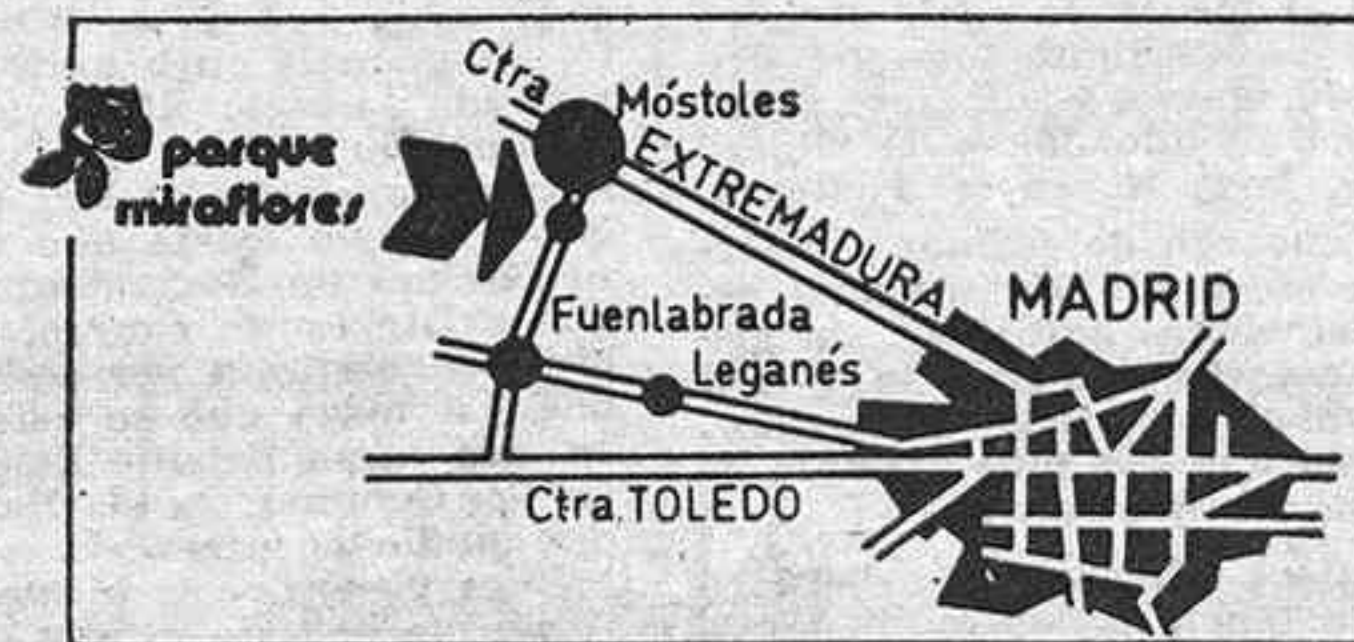 Ctra
Móstoles
EXTREMADURA
parque
miraflores
MADRID
Fuenlabrada
Leganés
Ctra. TOLEDO